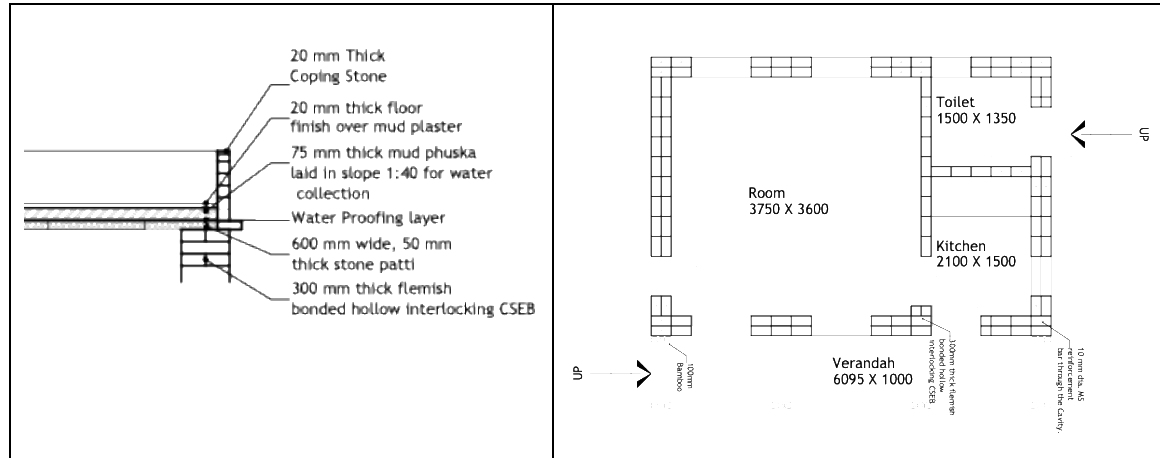 20 mm Thick
Coping Stone
20 mm thick floor
finish over mud plaster
75 mm thick mud phuska
laid in slope 1:40 for water
collection
Water Proofing layer
600 mm wide, 50 mm
thick stone patti
300 mm thick flemish
bonded hollow interlocking CSEB
Toilet
1500 X 1350
UP
Room
3750 X 3600
Kitchen
2100 X 1500
Verandah
6095 X 1000
UP
100mm
Bamboo
300mm thick flemish
bonded hollow
interlocking CSEB
10 mm dia. MS
reinforcement
bar through the Cavity.